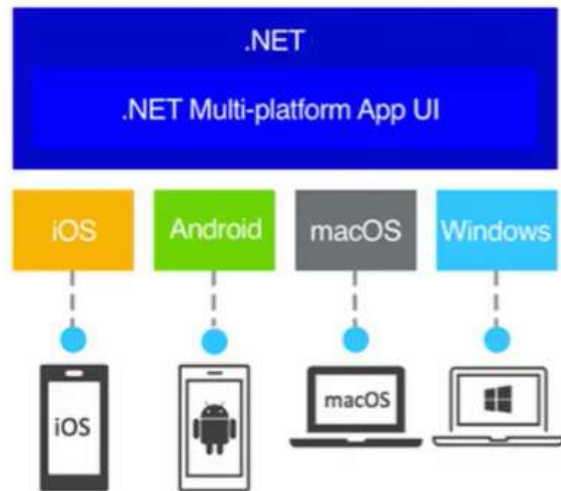 .NET
.NET Multi-platform App UI
iOS
Android
macOS
Windows
iOS
macOS